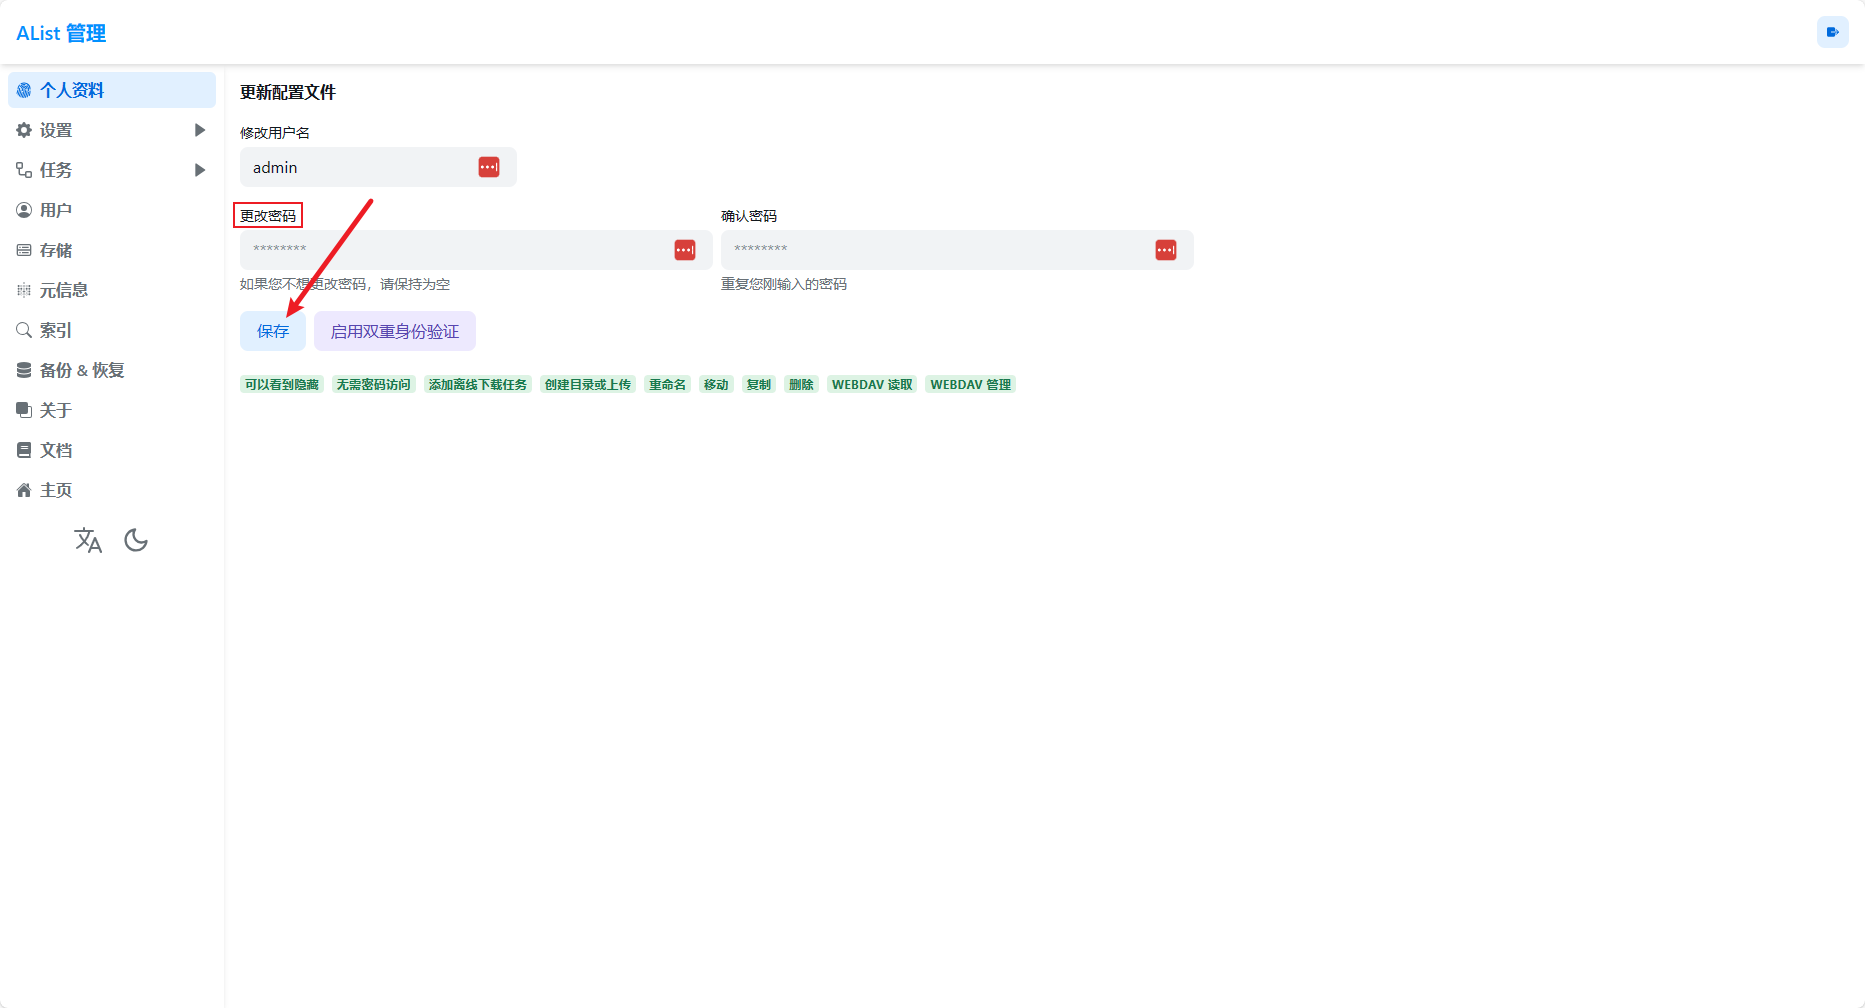 AList 管理
个人资料
设置
任务
用户
存储
元信息
索引
备份 & 恢复
关于
文档
主页
更新配置文件
修改用户名
admin
更改密码
********
如果您不想更改密码，请保持为空
确认密码
********
重复您刚输入的密码
保存
启用双重身份验证
可以看到隐藏 无需密码访问 添加离线下载任务 创建目录或上传 重命名 移动 复制 删除 WEBDAV 读取 WEBDAV 管理